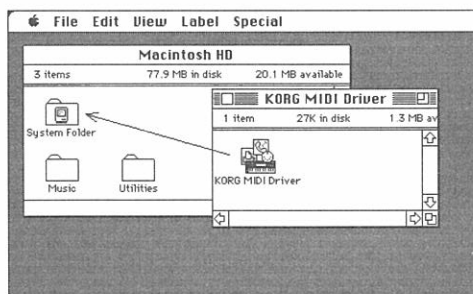 File Edit View Label Special
Macintosh HD
3 items 77.9 MB in disk 20.1 MB available
System Folder
Music Utilities
KORG MIDI Driver
1 item 27K in disk 1.3 MB av
KORG MIDI Driver